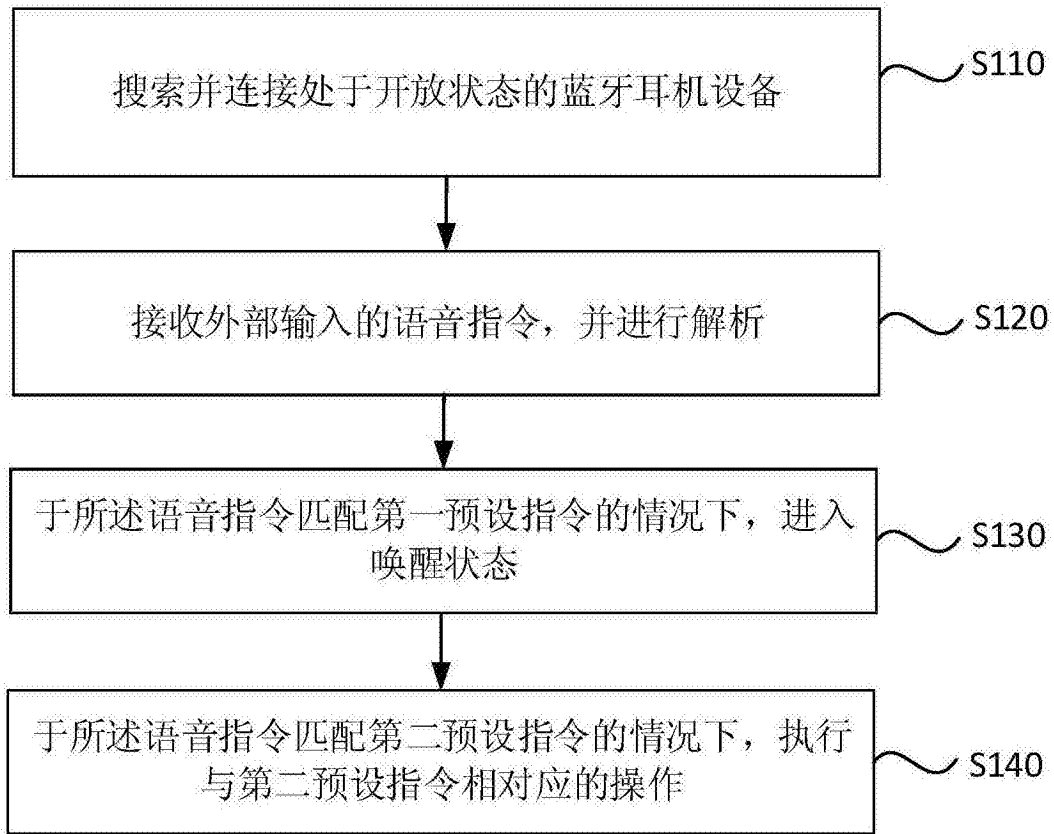 搜索并连接处于开放状态的蓝牙耳机设备
S110
接收外部输入的语音指令，并进行解析
S120
于所述语音指令匹配第一预设指令的情况下，进入
唤醒状态
S130
于所述语音指令匹配第二预设指令的情况下，执行
与第二预设指令相对应的操作
S140